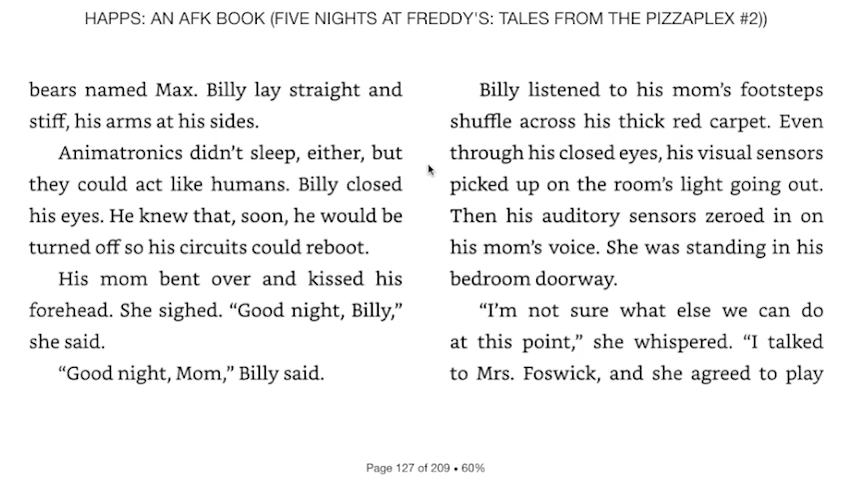 HAPPS: AN AFK BOOK (FIVE NIGHTS AT FREDDY'S: TALES FROM THE PIZZAPLEX #2))
bears named Max. Billy lay straight and
stiff, his arms at his sides.
Animatronics didn’t sleep, either, but
they could act like humans. Billy closed
his eyes. He knew that, soon, he would be
turned off so his circuits could reboot.
His mom bent over and kissed his
forehead. She sighed. “Good night, Billy,”
she said.
“Good night, Mom,” Billy said.
Billy listened to his mom’s footsteps
shuffle across his thick red carpet. Even
through his closed eyes, his visual sensors
picked up on the room’s light going out.
Then his auditory sensors zeroed in on
his mom’s voice. She was standing in his
bedroom doorway.
“I’m not sure what else we can do
at this point,” she whispered. “I talked
to Mrs. Foswick, and she agreed to play
Page 127 of 209 • 60%